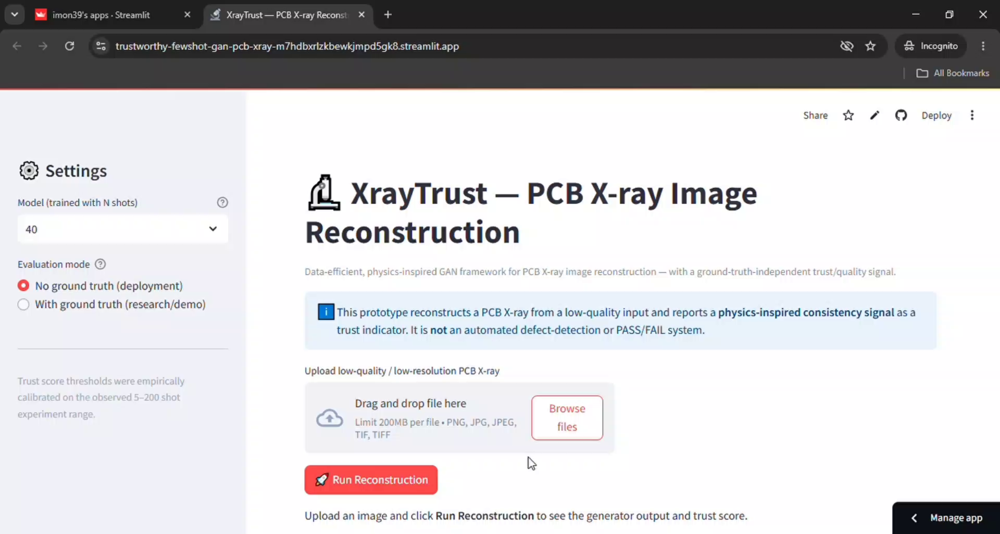 imon39's apps · Streamlit
XrayTrust — PCB X-ray Reconst
trustworthy-fewshot-gan-pcb-xray-m7hdbxrlzkbewkjmpd5gk8.streamlit.app
Incognito
All Bookmarks
Share
Deploy
Settings
Model (trained with N shots)
40
Evaluation mode
No ground truth (deployment)
With ground truth (research/demo)
Trust score thresholds were empirically
calibrated on the observed 5–200 shot
experiment range.
XrayTrust — PCB X-ray Image
Reconstruction
Data-efficient, physics-inspired GAN framework for PCB X-ray image reconstruction — with a ground-truth-independent trust/quality signal.
This prototype reconstructs a PCB X-ray from a low-quality input and reports a physics-inspired consistency signal as a
trust indicator. It is not an automated defect-detection or PASS/FAIL system.
Upload low-quality / low-resolution PCB X-ray
Drag and drop file here
Limit 200MB per file • PNG, JPG, JPEG,
TIF, TIFF
Browse
files
Run Reconstruction
Upload an image and click Run Reconstruction to see the generator output and trust score.
Manage app